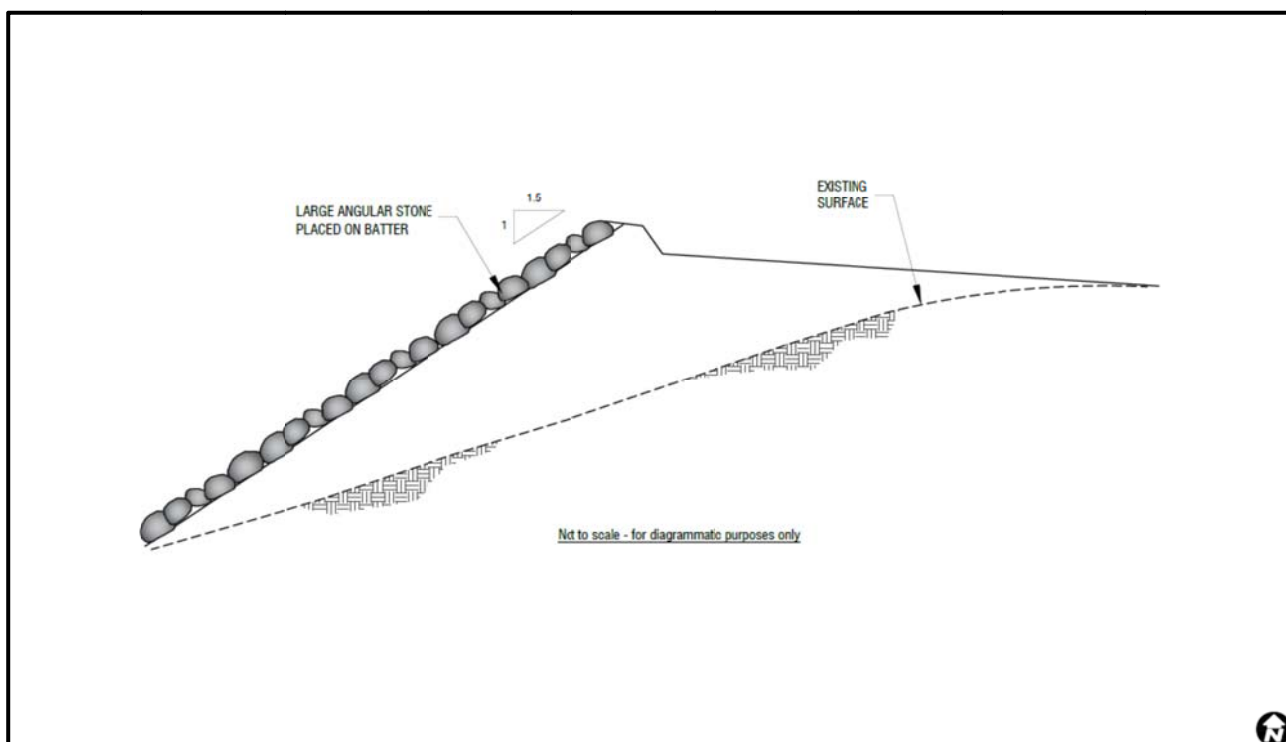 1.5
1
LARGE ANGULAR STONE
PLACED ON BATTER
EXISTING
SURFACE
Not to scale - for diagrammatic purposes only
N